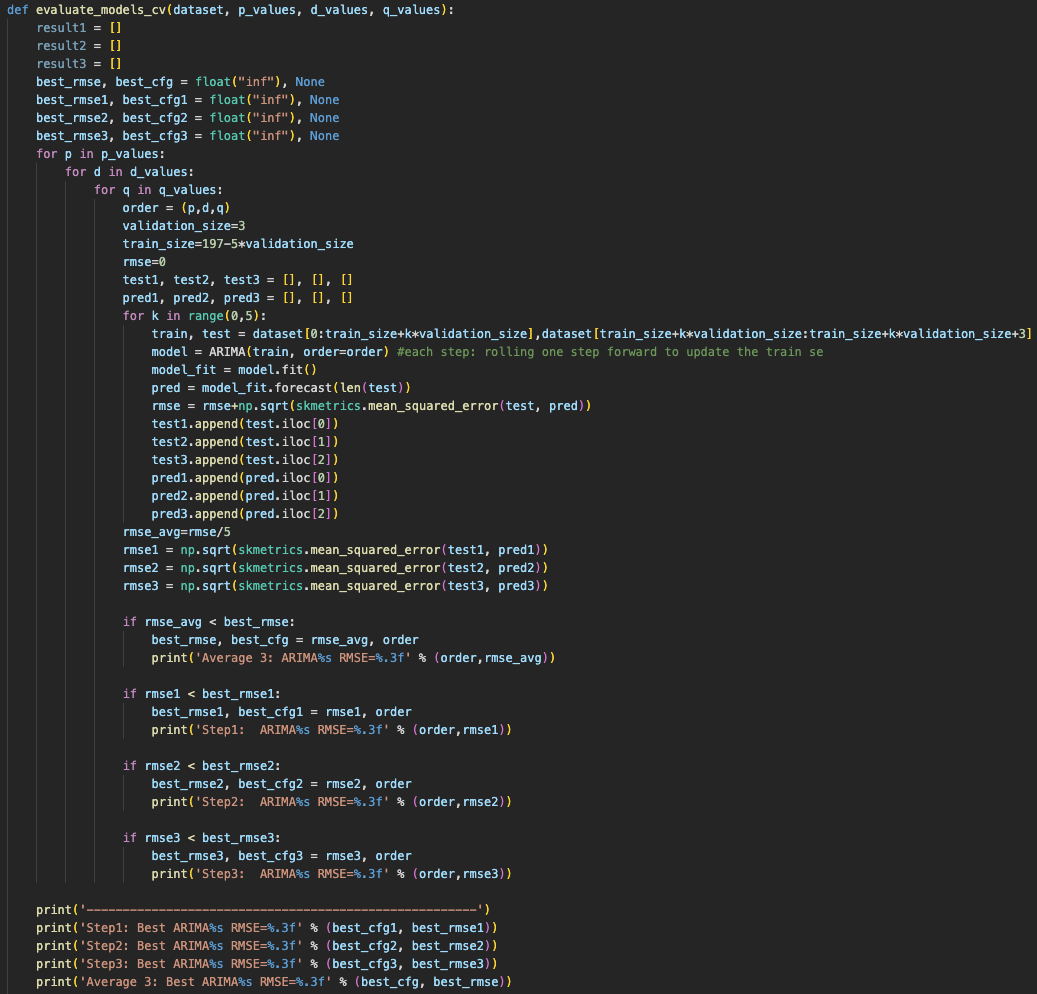 def evaluate_models_cv(dataset, p_values, d_values, q_values):
    result1 = []
    result2 = []
    result3 = []
    best_rmse, best_cfg = float("inf"), None
    best_rmse1, best_cfg1 = float("inf"), None
    best_rmse2, best_cfg2 = float("inf"), None
    best_rmse3, best_cfg3 = float("inf"), None
    for p in p_values:
        for d in d_values:
            for q in q_values:
                order = (p,d,q)
                validation_size=3
                train_size=197-5*validation_size
                rmse=0
                test1, test2, test3 = [], [], []
                pred1, pred2, pred3 = [], [], []
                for k in range(0,5):
                    train, test = dataset[0:train_size+k*validation_size],dataset[train_size+k*validation_size:train_size+k*validation_size+3]
                    model = ARIMA(train, order=order) #each step: rolling one step forward to update the train se
                    model_fit = model.fit()
                    pred = model_fit.forecast(len(test))
                    rmse = rmse+np.sqrt(skmetrics.mean_squared_error(test, pred))
                    test1.append(test.iloc[0])
                    test2.append(test.iloc[1])
                    test3.append(test.iloc[2])
                    pred1.append(pred.iloc[0])
                    pred2.append(pred.iloc[1])
                    pred3.append(pred.iloc[2])
                rmse_avg=rmse/5
                rmse1 = np.sqrt(skmetrics.mean_squared_error(test1, pred1))
                rmse2 = np.sqrt(skmetrics.mean_squared_error(test2, pred2))
                rmse3 = np.sqrt(skmetrics.mean_squared_error(test3, pred3))

                if rmse_avg < best_rmse:
                    best_rmse, best_cfg = rmse_avg, order
                    print('Average 3: ARIMA%s RMSE=%.3f' % (order,rmse_avg))

                if rmse1 < best_rmse1:
                    best_rmse1, best_cfg1 = rmse1, order
                    print('Step1:  ARIMA%s RMSE=%.3f' % (order,rmse1))

                if rmse2 < best_rmse2:
                    best_rmse2, best_cfg2 = rmse2, order
                    print('Step2:  ARIMA%s RMSE=%.3f' % (order,rmse2))

                if rmse3 < best_rmse3:
                    best_rmse3, best_cfg3 = rmse3, order
                    print('Step3:  ARIMA%s RMSE=%.3f' % (order,rmse3))

    print('------------------------------------------------------')
    print('Step1: Best ARIMA%s RMSE=%.3f' % (best_cfg1, best_rmse1))
    print('Step2: Best ARIMA%s RMSE=%.3f' % (best_cfg2, best_rmse2))
    print('Step3: Best ARIMA%s RMSE=%.3f' % (best_cfg3, best_rmse3))
    print('Average 3: Best ARIMA%s RMSE=%.3f' % (best_cfg, best_rmse))